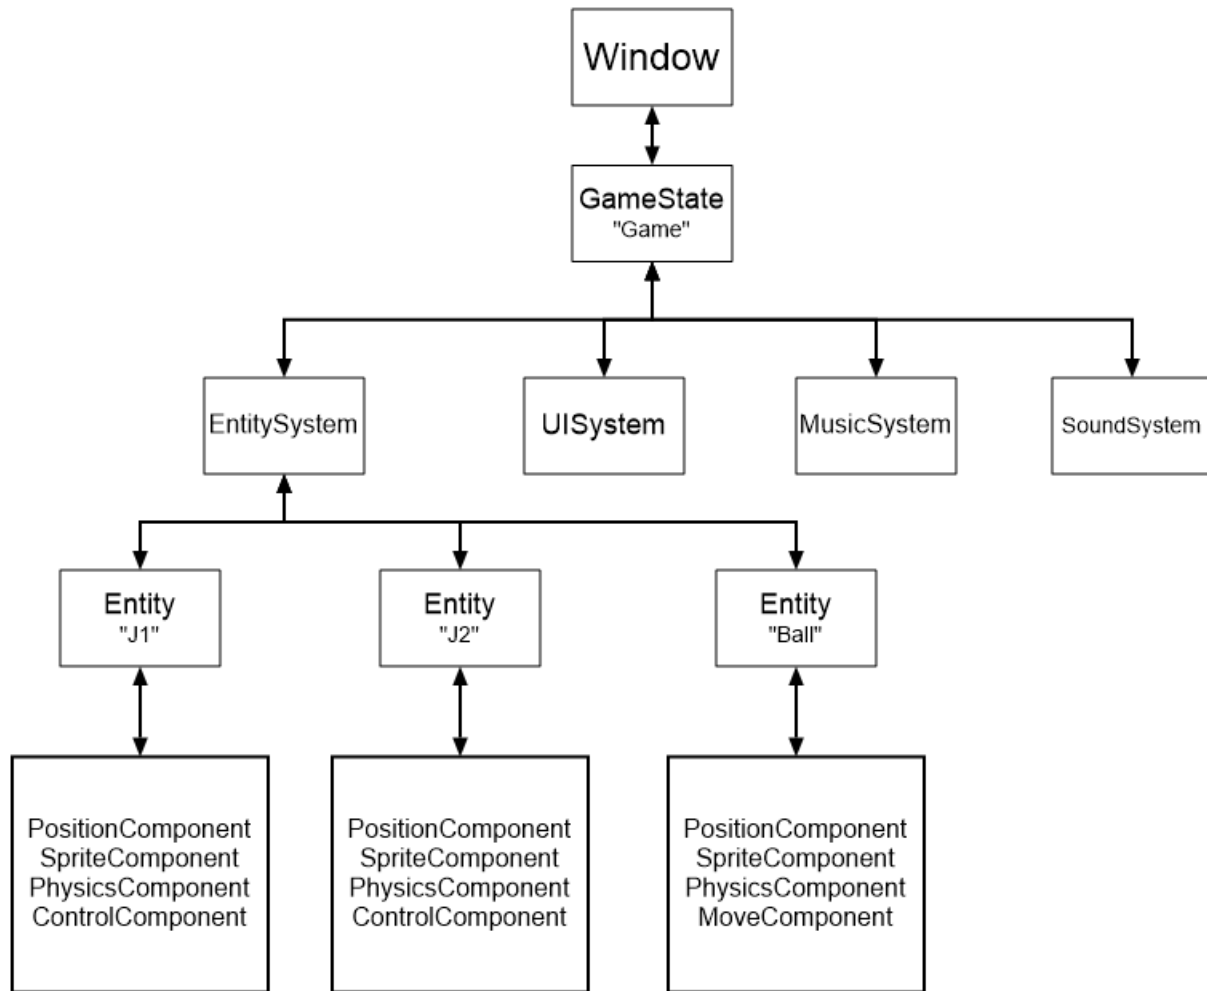 Window
GameState
"Game"
EntitySystem
UISystem
MusicSystem
SoundSystem
Entity
"J1"
Entity
"J2"
Entity
"Ball"
PositionComponent
SpriteComponent
PhysicsComponent
ControlComponent
PositionComponent
SpriteComponent
PhysicsComponent
ControlComponent
PositionComponent
SpriteComponent
PhysicsComponent
MoveComponent